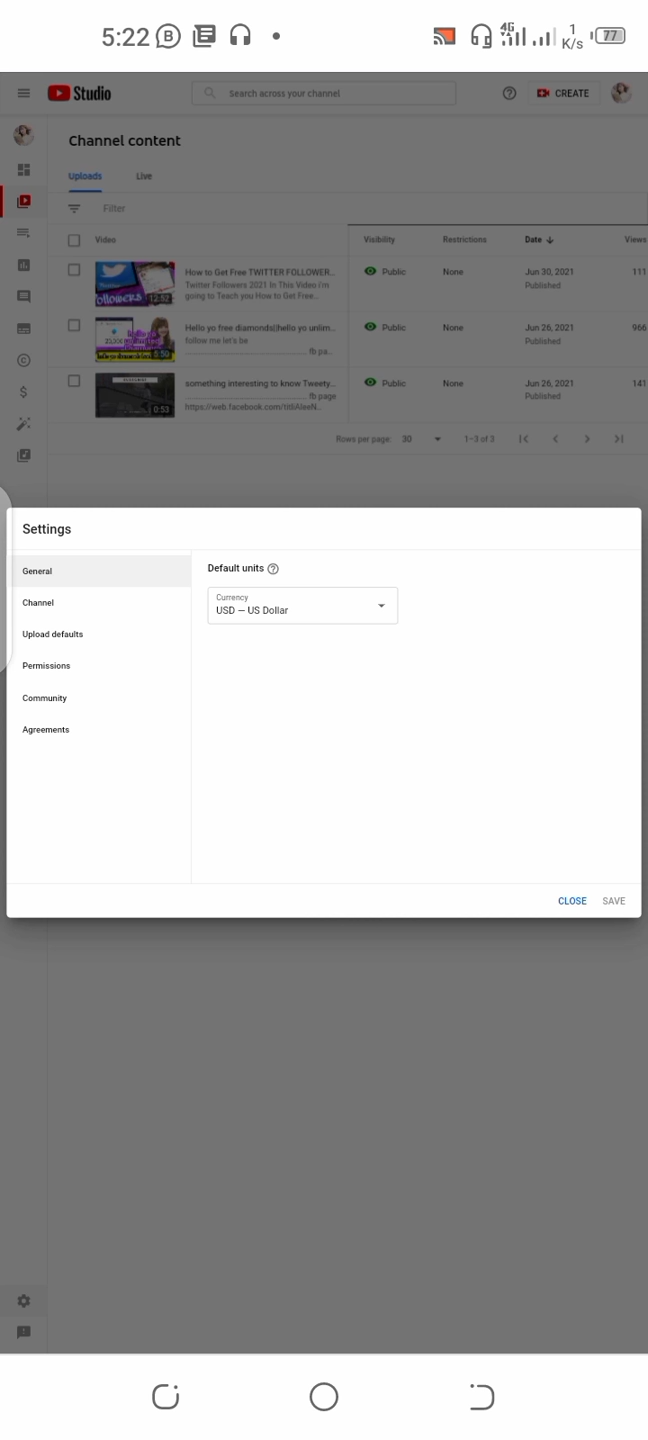 5:22
4G
1
K/s
77
Studio
Search across your channel
CREATE
Channel content
Uploads
Live
Filter
Video
Visibility
Restrictions
Date
Views
How to Get Free TWITTER FOLLOWER...
Twitter Followers 2021 In This Video i'm
going to Teach you How to Get Free...
12:52
Public
None
Jun 30, 2021
Published
111
Hello yo free diamonds(hello yo unlim...
follow me let's be
fb pa...
5:50
Public
None
Jun 26, 2021
Published
966
something interesting to know Tweety...
fb page
0:53
Public
None
Jun 26, 2021
Published
141
Rows per page: 30
1–3 of 3
Settings
General
Channel
Upload defaults
Permissions
Community
Agreements
Default units
Currency
USD – US Dollar
CLOSE
SAVE